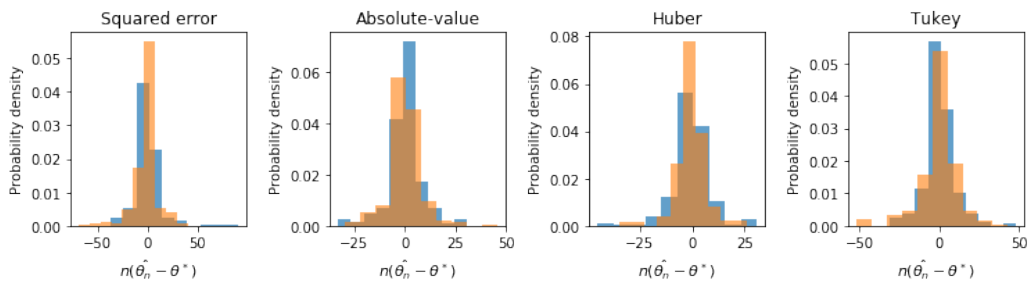 Squared error
Probability density
0.05
0.04
0.03
0.02
0.01
0.00
−50 0 50
n(θ̂ₙ − θ*)
Absolute-value
Probability density
0.06
0.04
0.02
0.00
−25 0 25 50
n(θ̂ₙ − θ*)
Huber
Probability density
0.08
0.06
0.04
0.02
0.00
−25 0 25
n(θ̂ₙ − θ*)
Tukey
Probability density
0.05
0.04
0.03
0.02
0.01
0.00
−50 0 50
n(θ̂ₙ − θ*)